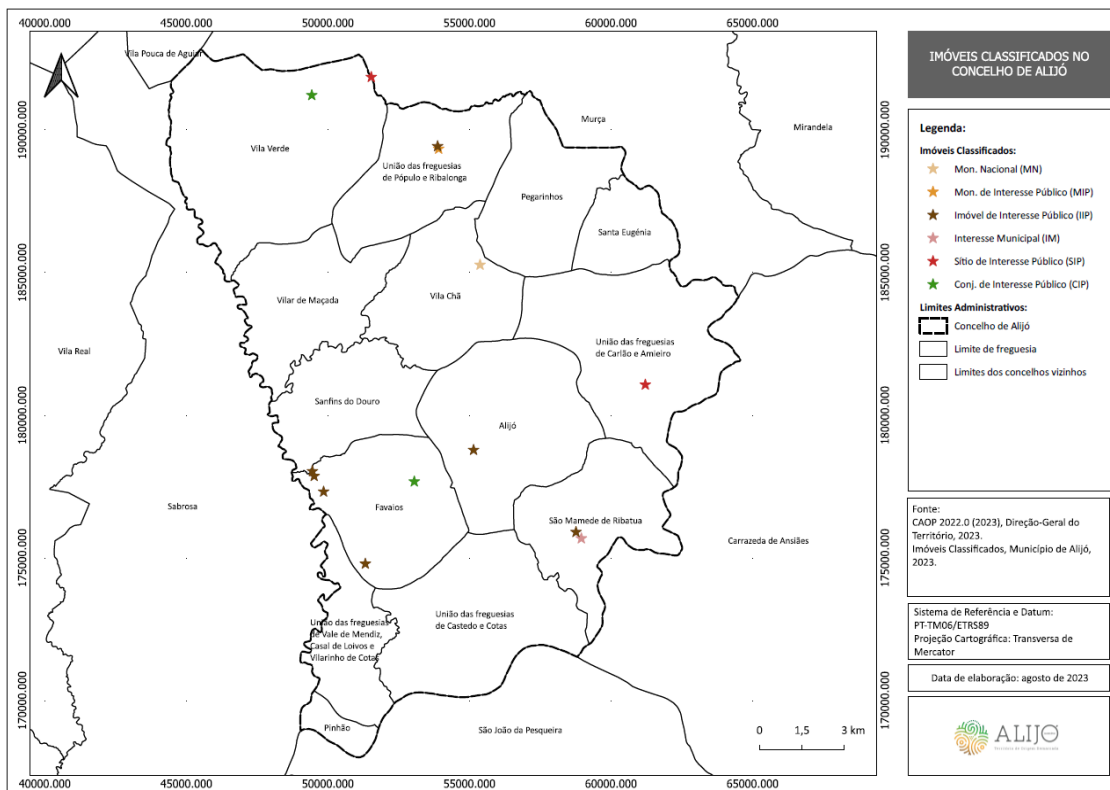 40000.000 45000.000 50000.000 55000.000 60000.000 65000.000
Vila Pouca de Aguiar
Murça
Mirandela
190000.000 190000.000
Vila Verde
União das freguesias
de Pópulo e Ribalonga
Pegarinhos
Santa Eugénia
185000.000 185000.000
Vilar de Maçada
Vila Chã
União das freguesias
de Carlão e Amieiro
Vila Real
Sanfins do Douro
Alijó
180000.000 180000.000
Sabrosa
Favaios
São Mamede de Ribatua
Carrazeda de Ansiães
175000.000 175000.000
União das freguesias
de Castedo e Cotas
União das freguesias
de Vale de Mendiz,
Casal de Loivos e
Vilarinho de Cotas
170000.000 170000.000
Pinhão
São João da Pesqueira
0 1,5 3 km
40000.000 45000.000 50000.000 55000.000 60000.000 65000.000
IMÓVEIS CLASSIFICADOS NO
CONCELHO DE ALIJÓ
Legenda:
Imóveis Classificados:
Mon. Nacional (MN)
Mon. de Interesse Público (MIP)
Imóvel de Interesse Público (IIP)
Interesse Municipal (IM)
Sítio de Interesse Público (SIP)
Conj. de Interesse Público (CIP)
Limites Administrativos:
Concelho de Alijó
Limite de freguesia
Limites dos concelhos vizinhos
Fonte:
CAOP 2022.0 (2023), Direção-Geral do
Território, 2023.
Imóveis Classificados, Município de Alijó,
2023.
Sistema de Referência e Datum:
PT-TM06/ETRS89
Projeção Cartográfica: Transversa de
Mercator
Data de elaboração: agosto de 2023
ALIJÓ